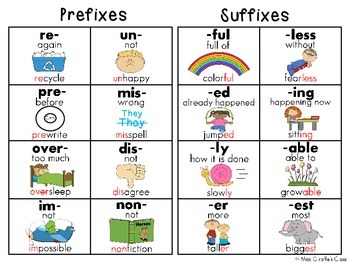 Prefixes
re-
again
recycle
un-
not
unhappy
pre-
before
prewrite
mis-
wrong
They
Thay
misspell
over-
too much
oversleep
dis-
not
disagree
im-
not
impossible
non-
not
nonfiction
Suffixes
-ful
full of
colorful
-less
without
fearless
-ed
already happened
jumped
-ing
happening now
sitting
-ly
how it is done
slowly
-able
able to
growable
-er
more
taller
-est
most
biggest
© Miss Giraffe's Class